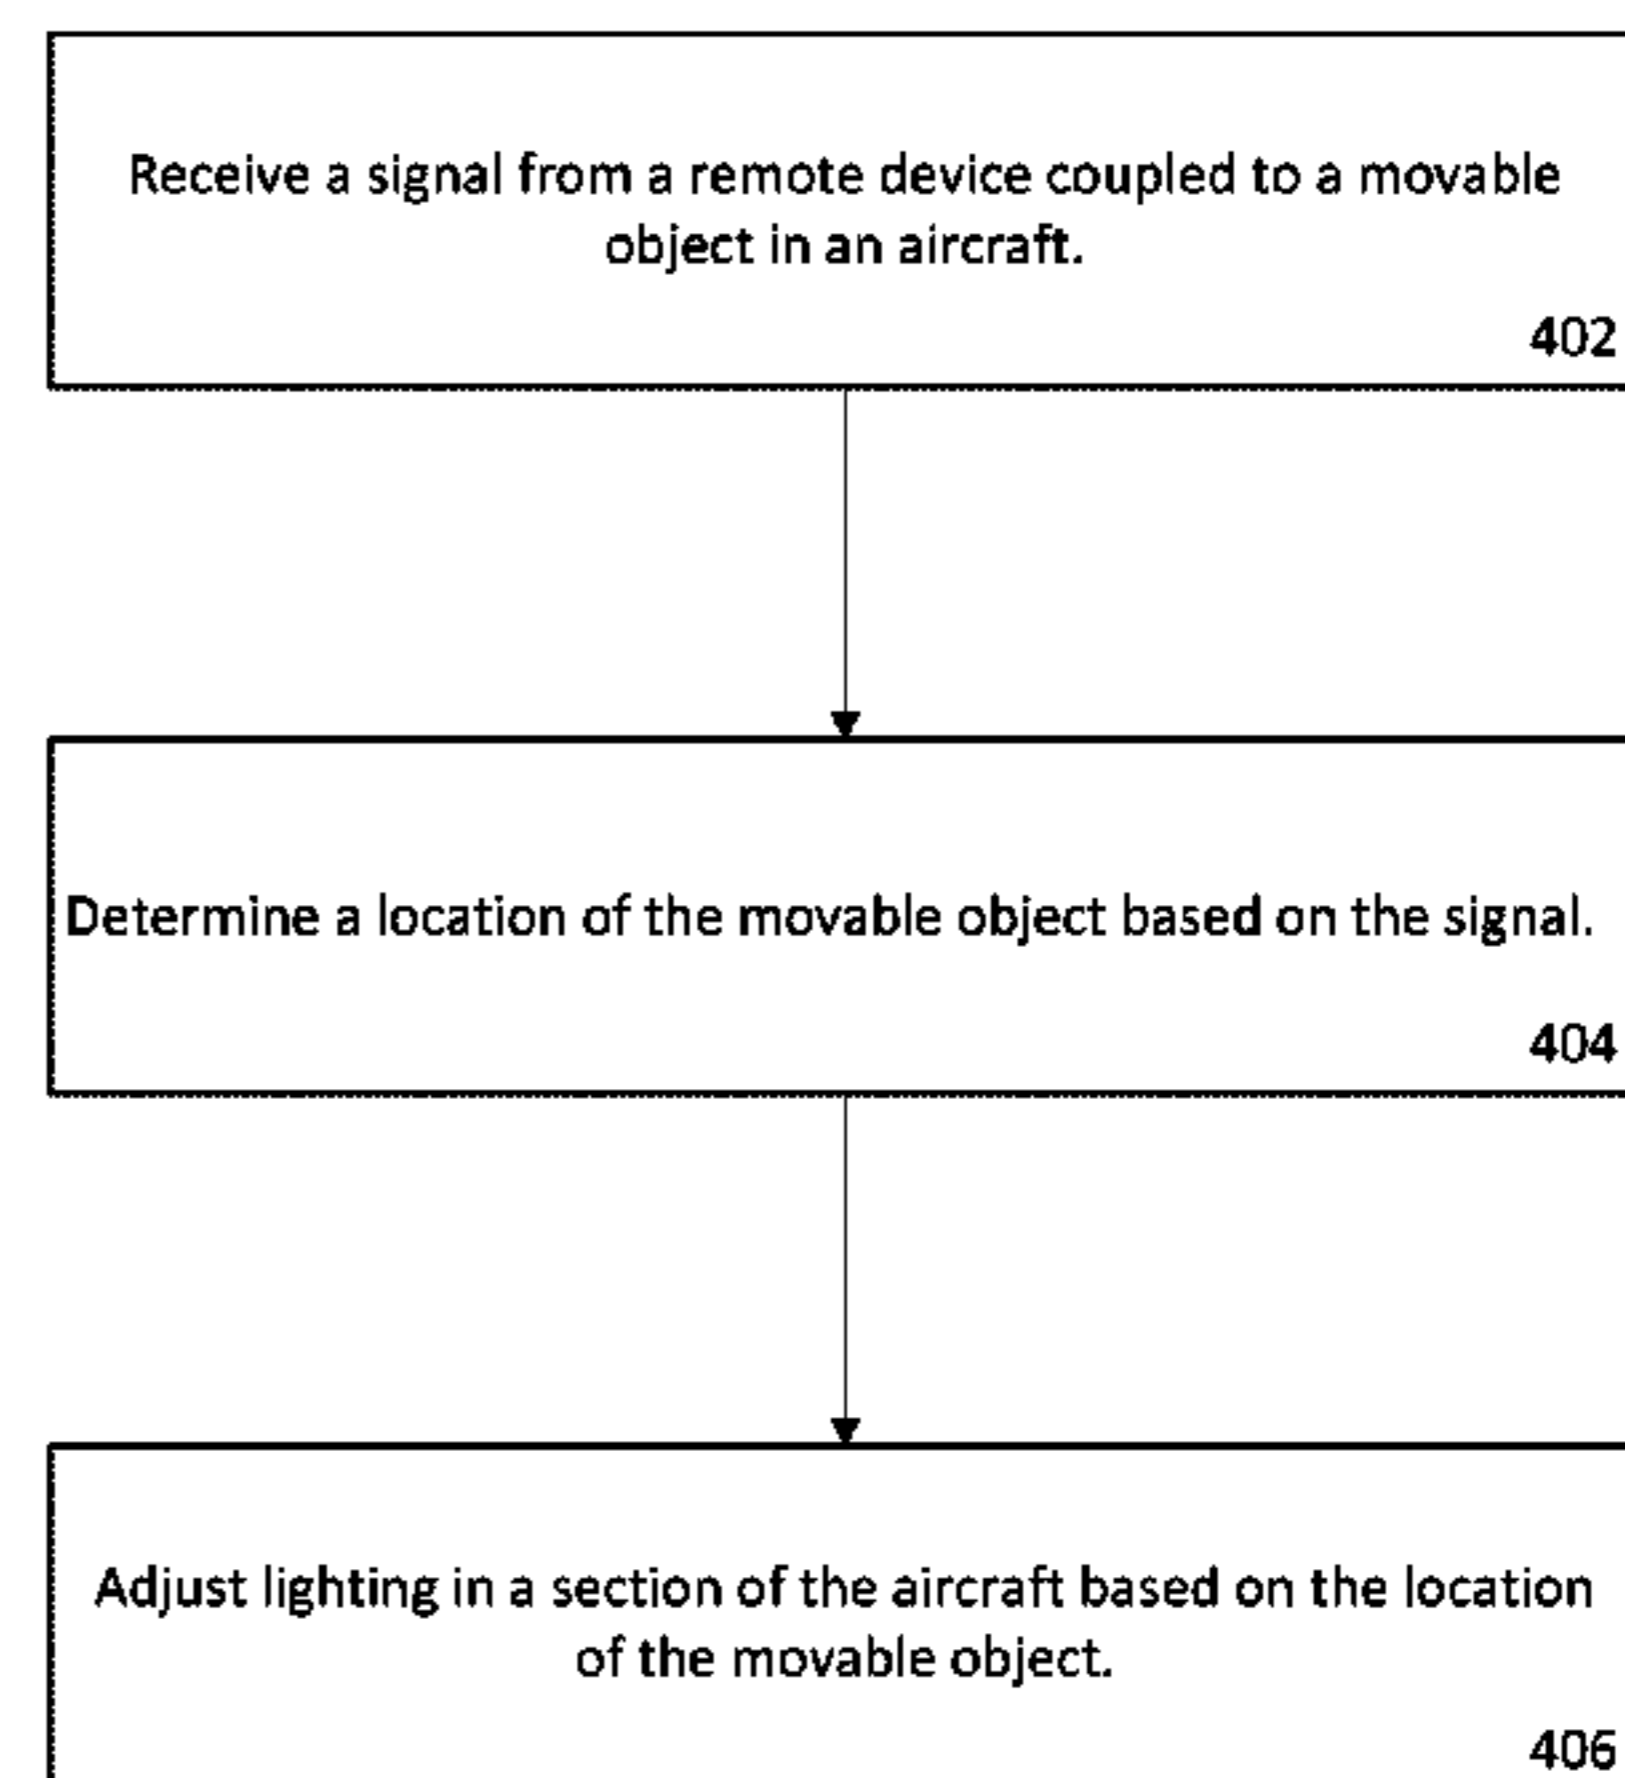 Receive a signal from a remote device coupled to a movable
object in an aircraft.
402
Determine a location of the movable object based on the signal.
404
Adjust lighting in a section of the aircraft based on the location
of the movable object.
406